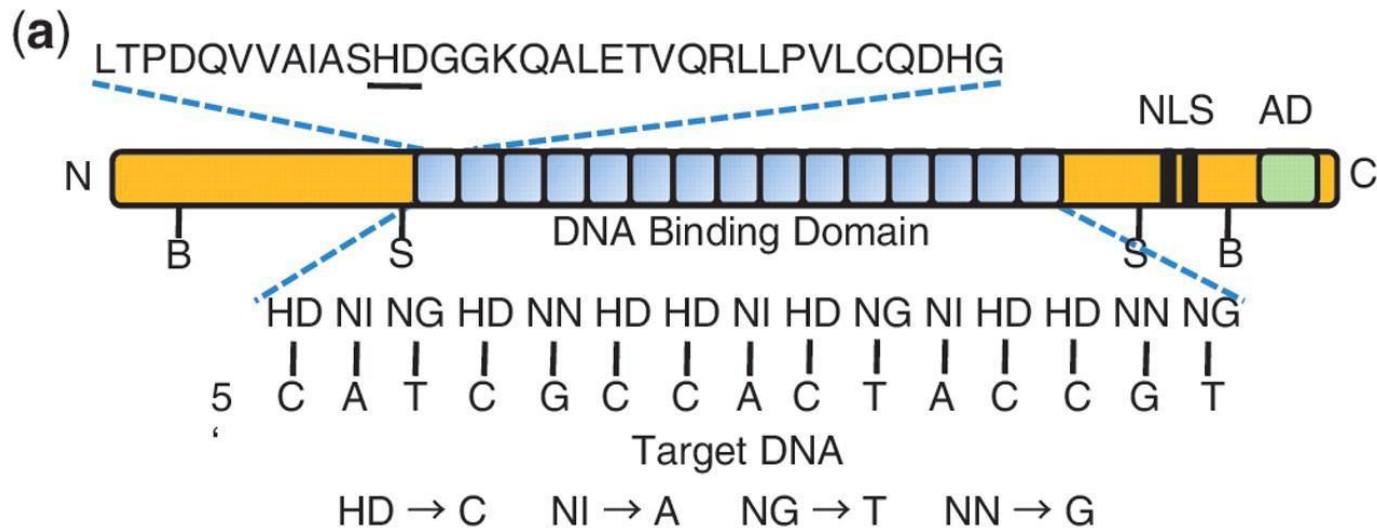 (a)
LTPDQVVAIASHDGGKQALETVQRLLPVLCQDHG
NLS AD
N C
B S DNA Binding Domain S B
HD NI NG HD NN HD HD NI HD NG NI HD HD NN NG
5 ‘ C A T C G C C A C T A C C G T
Target DNA
HD → C NI → A NG → T NN → G